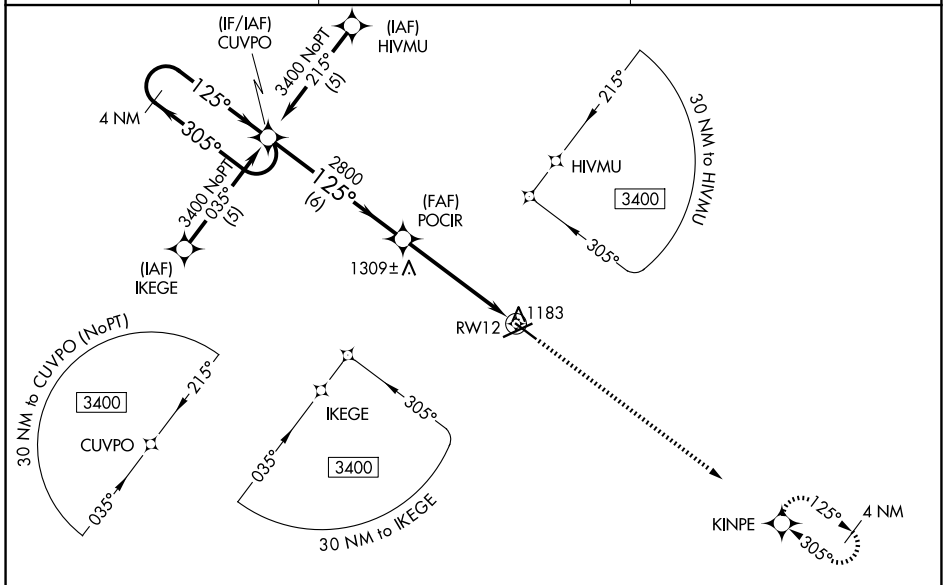 (IF/IAF)
CUVPO
(IAF)
HIVMU
3400 NoPT
215°
(5)
125°
4 NM
305°
3400 NoPT
035°
(5)
(IAF)
IKEGE
2800
125°
(6)
(FAF)
POCIR
1309±
RW12
1183
215°
HIVMU
3400
305°
30 NM to HIVMU
30 NM to CUVPO (NoPT)
3400
215°
CUVPO
035°
305°
IKEGE
035°
3400
30 NM to IKEGE
KINPE
125°
4 NM
305°